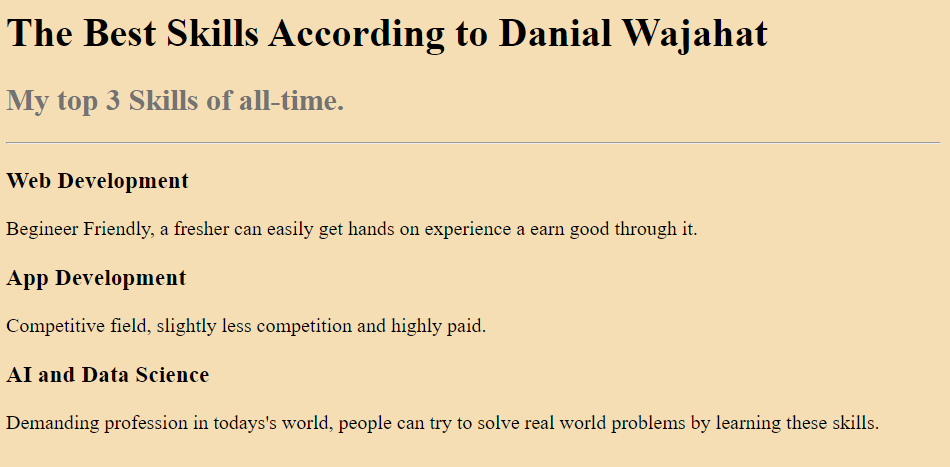 The Best Skills According to Danial Wajahat
My top 3 Skills of all-time.
Web Development
Begineer Friendly, a fresher can easily get hands on experience a earn good through it.
App Development
Competitive field, slightly less competition and highly paid.
AI and Data Science
Demanding profession in today's world, people can try to solve real world problems by learning these skills.